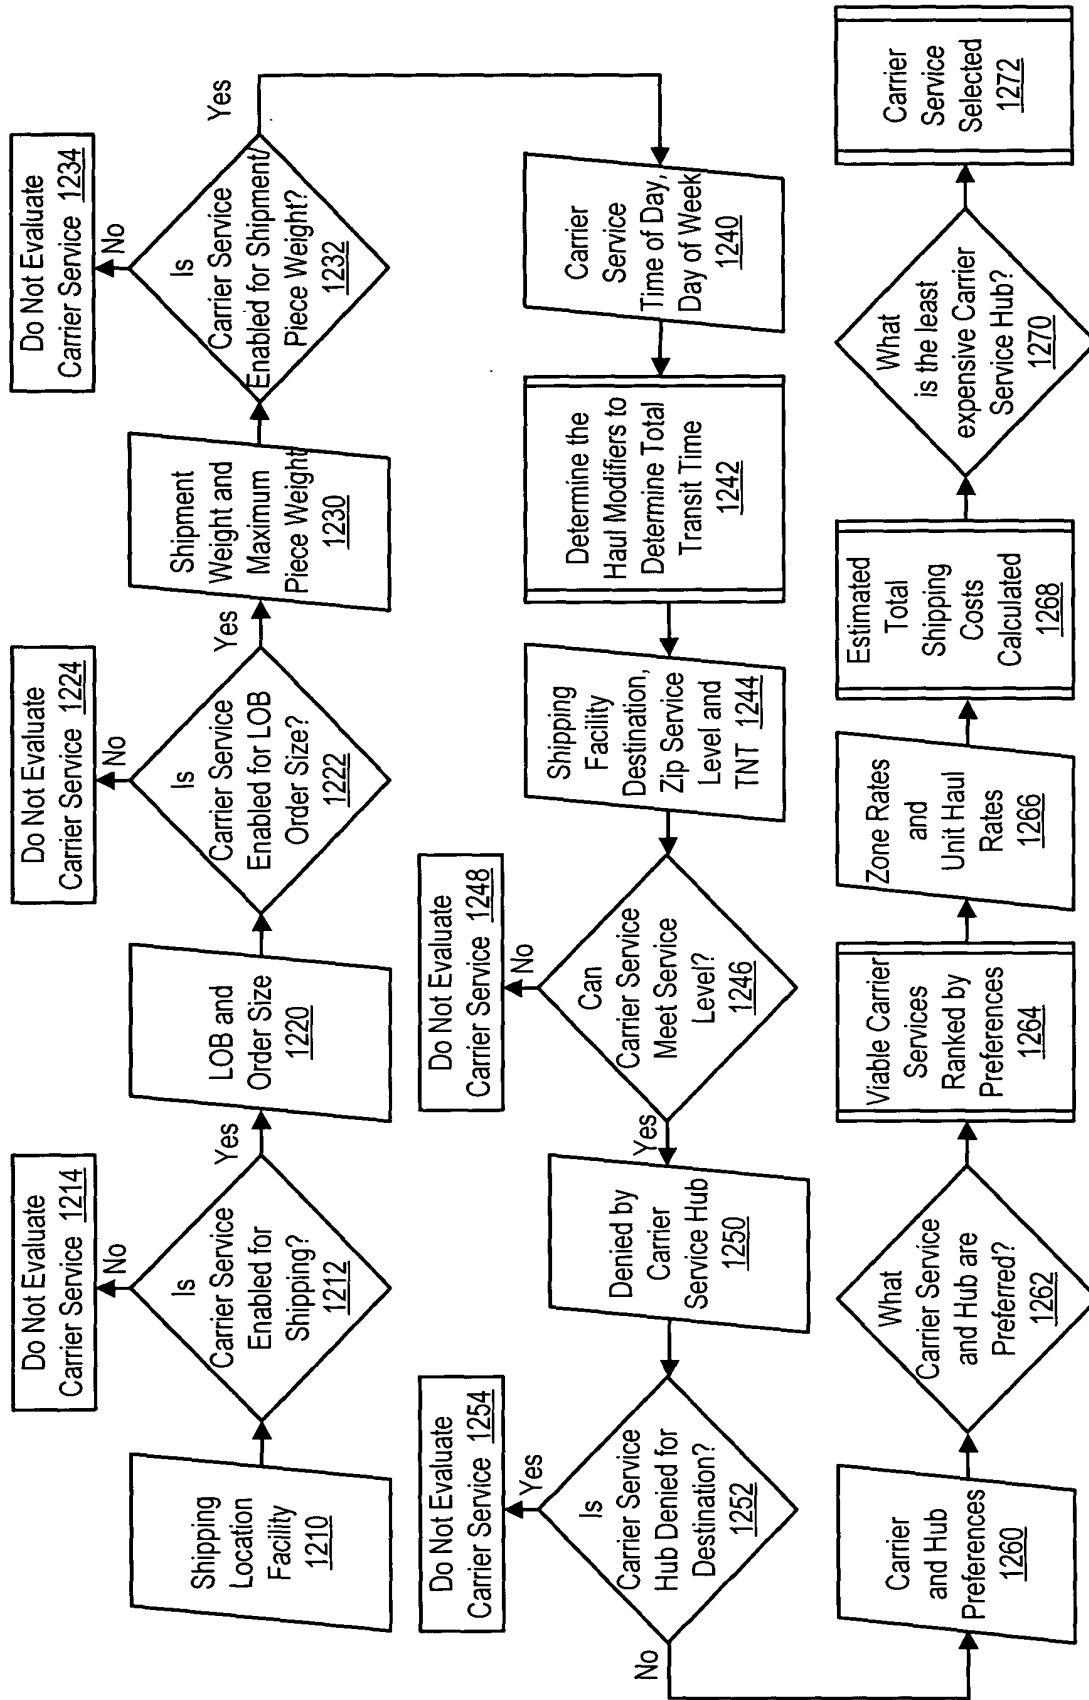 Shipping
Location
Facility
1210
Is
Carrier Service
Enabled for
Shipping?
1212
No
Do Not Evaluate
Carrier Service 1214
Yes
LOB and
Order Size
1220
Is
Carrier Service
Enabled for LOB
Order Size?
1222
No
Do Not Evaluate
Carrier Service 1224
Yes
Shipment
Weight and
Maximum
Piece Weight
1230
Is
Carrier Service
Enabled for Shipment/
Piece Weight?
1232
No
Do Not Evaluate
Carrier Service 1234
Yes
Carrier
Service
Time of Day,
Day of Week
1240
Determine the
Haul Modifiers to
Determine Total
Transit Time
1242
Shipping
Facility
Destination,
Zip Service
Level and
TNT 1244
Can
Carrier Service
Meet Service
Level?
1246
No
Do Not Evaluate
Carrier Service 1248
Yes
Denied by
Carrier
Service Hub
1250
Is
Carrier Service
Hub Denied for
Destination?
1252
Yes
Do Not Evaluate
Carrier Service 1254
No
Carrier
and Hub
Preferences
1260
What
Carrier Service
and Hub are
Preferred?
1262
Viable Carrier
Services
Ranked by
Preferences
1264
Zone Rates
and
Unit Haul
Rates
1266
Estimated
Total
Shipping
Costs
Calculated
1268
What
is the least
expensive Carrier
Service Hub?
1270
Carrier
Service
Selected
1272